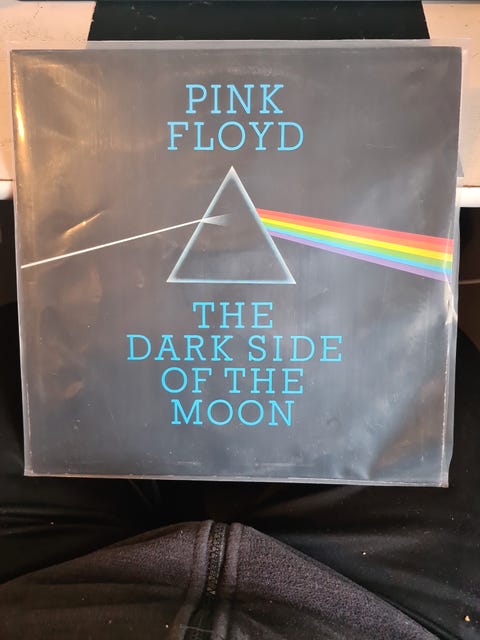 PINK
FLOYD
THE
DARK SIDE
OF THE
MOON